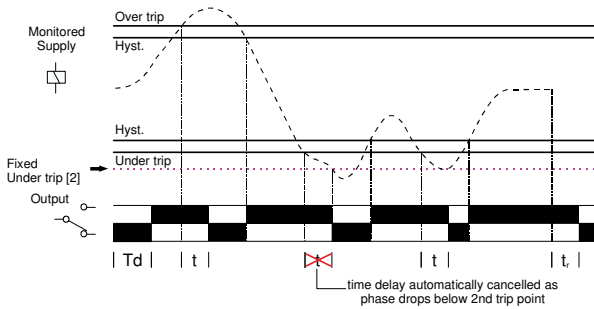 Over trip
Monitored
Supply
Hyst.
Hyst.
Under trip
Fixed
Under trip [2]
Output
Td
t
t
t
tr
time delay automatically cancelled as
phase drops below 2nd trip point